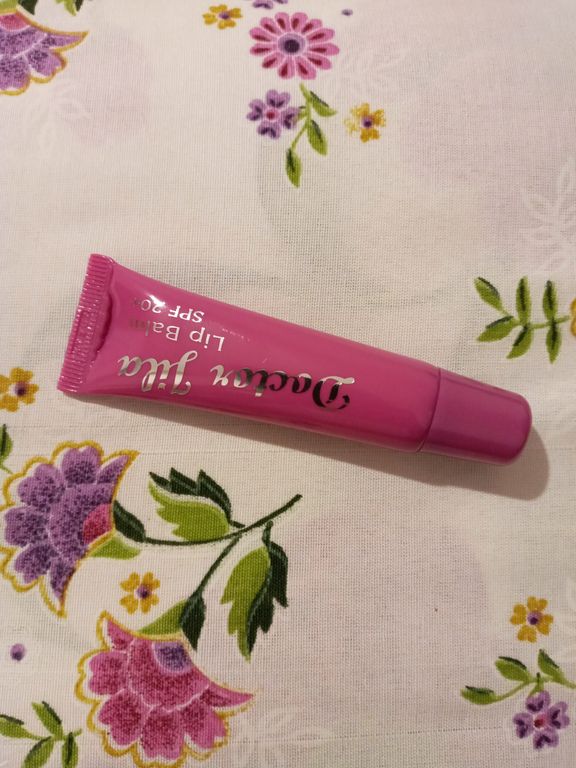 Doctor Jila
Lip Balm
SPF 20+